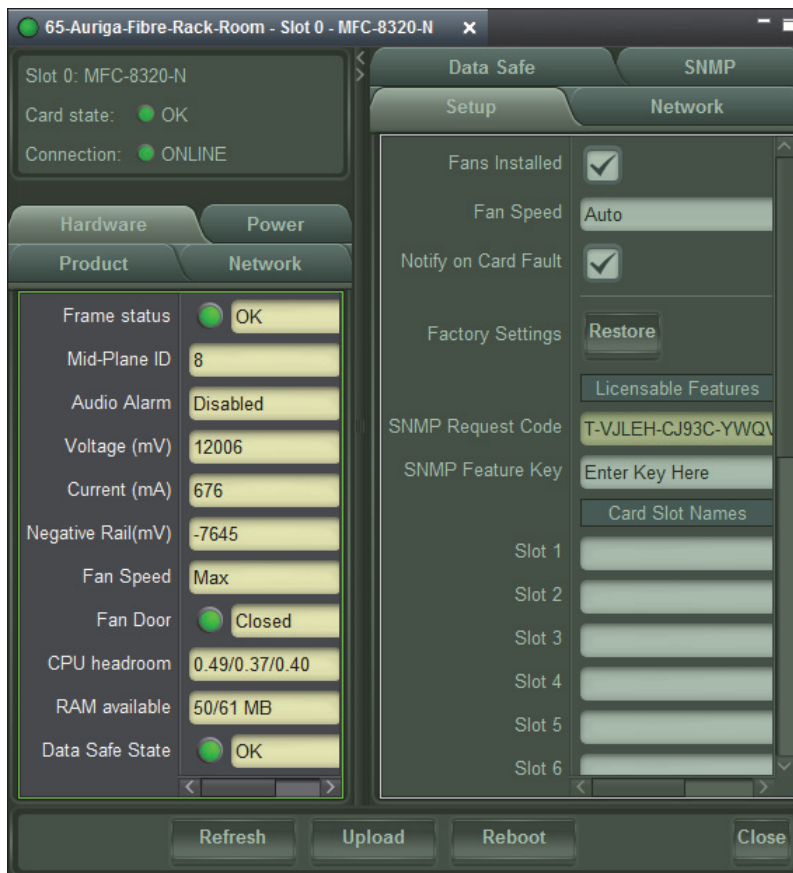 65-Auriga-Fibre-Rack-Room - Slot 0 - MFC-8320-N
Slot 0: MFC-8320-N
Card state: OK
Connection: ONLINE
Hardware Power
Product Network
Frame status OK
Mid-Plane ID 8
Audio Alarm Disabled
Voltage (mV) 12006
Current (mA) 676
Negative Rail(mV) -7645
Fan Speed Max
Fan Door Closed
CPU headroom 0.49/0.37/0.40
RAM available 50/61 MB
Data Safe State OK
Data Safe SNMP
Setup Network
Fans Installed
Fan Speed Auto
Notify on Card Fault
Factory Settings Restore
Licensable Features
SNMP Request Code T-VJLEH-CJ93C-YWQV
SNMP Feature Key Enter Key Here
Card Slot Names
Slot 1
Slot 2
Slot 3
Slot 4
Slot 5
Slot 6
Refresh Upload Reboot Close